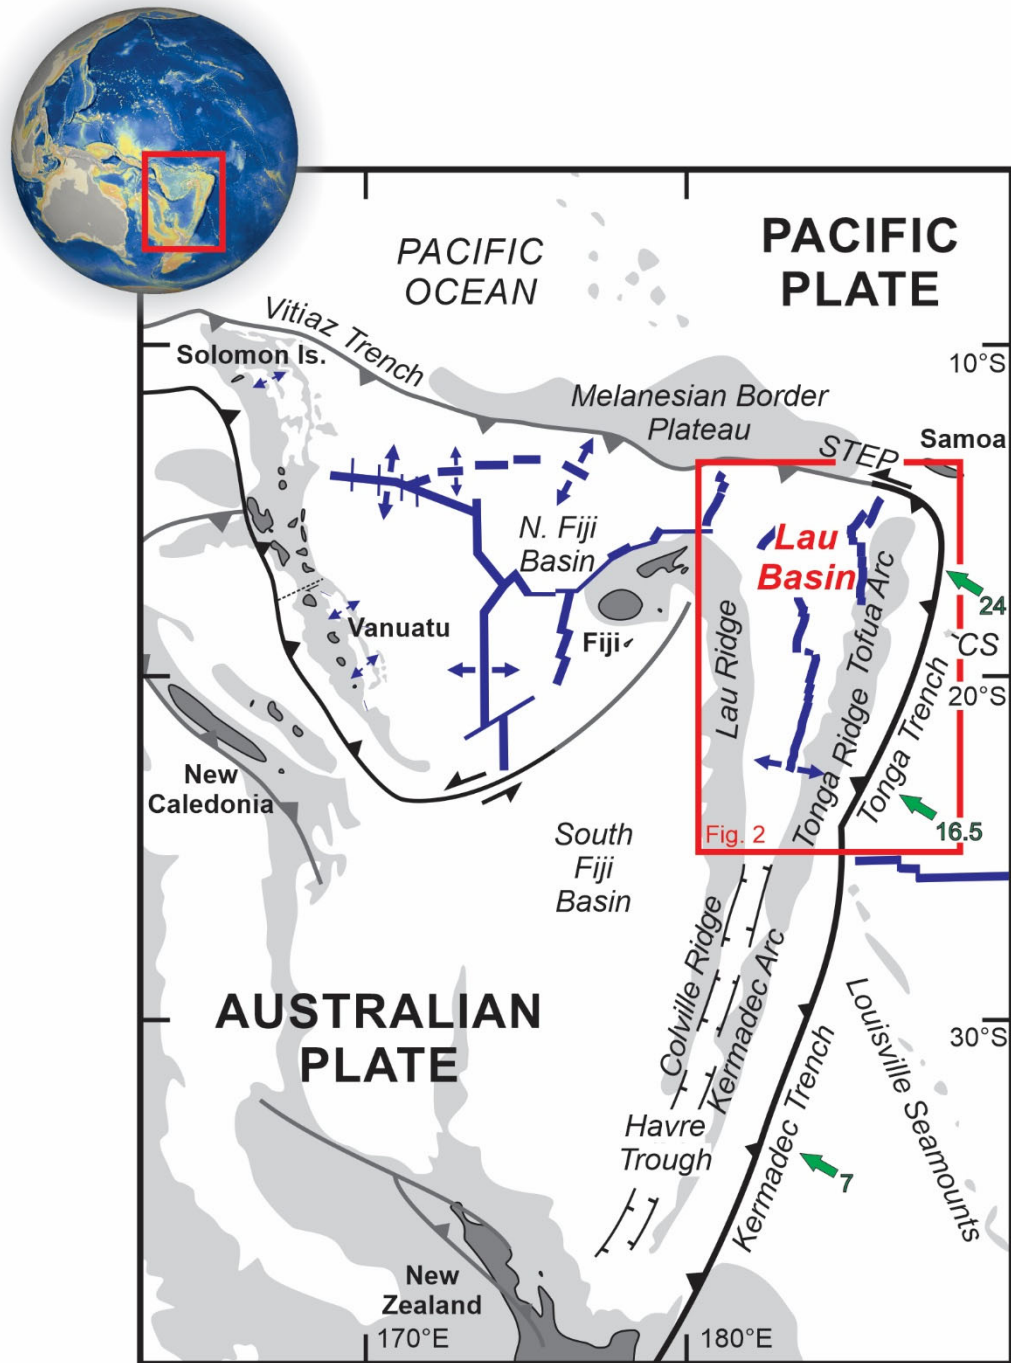 PACIFIC
OCEAN
PACIFIC
PLATE
Vitiaz Trench
Solomon Is.
10°S
Melanesian Border
Plateau
STEP
Samoa
N. Fiji
Basin
Lau
Basin
24
Vanuatu
Fiji
CS
Lau Ridge
Tonga Ridge
Tofua Arc
Tonga Trench
20°S
New
Caledonia
16.5
Fig. 2
South
Fiji
Basin
Colville Ridge
Kermadec Arc
AUSTRALIAN
PLATE
30°S
Louisville Seamounts
Havre
Trough
Kermadec Trench
7
New
Zealand
170°E
180°E